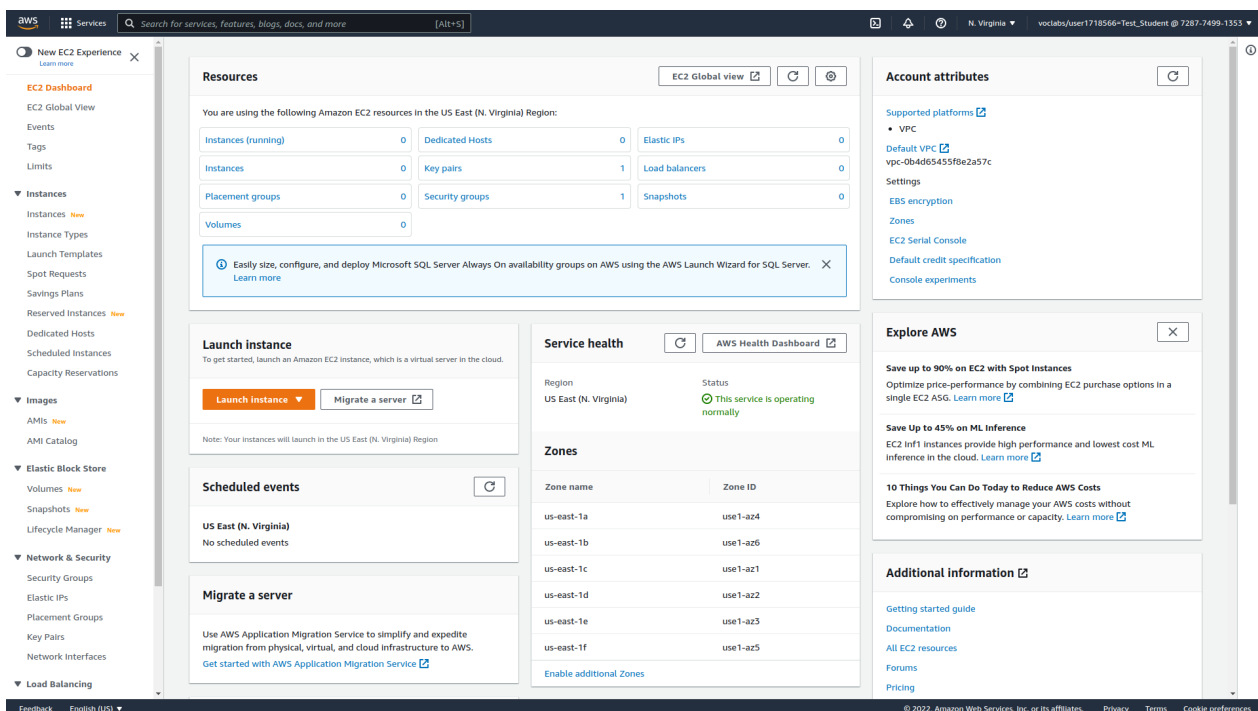 aws
Services
Search for services, features, blogs, docs, and more
[Alt+S]
N. Virginia ▼
voclabs/user1718566=Test_Student @ 7287-7499-1353 ▼
New EC2 Experience
Learn more
EC2 Dashboard
EC2 Global View
Events
Tags
Limits
▼ Instances
Instances New
Instance Types
Launch Templates
Spot Requests
Savings Plans
Reserved Instances New
Dedicated Hosts
Scheduled Instances
Capacity Reservations
▼ Images
AMIs New
AMI Catalog
▼ Elastic Block Store
Volumes New
Snapshots New
Lifecycle Manager New
▼ Network & Security
Security Groups
Elastic IPs
Placement Groups
Key Pairs
Network Interfaces
▼ Load Balancing
Resources
EC2 Global view
You are using the following Amazon EC2 resources in the US East (N. Virginia) Region:
Instances (running) 0 Dedicated Hosts 0 Elastic IPs 0
Instances 0 Key pairs 1 Load balancers 0
Placement groups 0 Security groups 1 Snapshots 0
Volumes 0
Easily size, configure, and deploy Microsoft SQL Server Always On availability groups on AWS using the AWS Launch Wizard for SQL Server.
Learn more
Launch instance
To get started, launch an Amazon EC2 instance, which is a virtual server in the cloud.
Launch instance ▼
Migrate a server
Note: Your instances will launch in the US East (N. Virginia) Region
Scheduled events
US East (N. Virginia)
No scheduled events
Migrate a server
Use AWS Application Migration Service to simplify and expedite
migration from physical, virtual, and cloud infrastructure to AWS.
Get started with AWS Application Migration Service
Service health
AWS Health Dashboard
Region Status
US East (N. Virginia) This service is operating
normally
Zones
Zone name Zone ID
us-east-1a use1-az4
us-east-1b use1-az6
us-east-1c use1-az1
us-east-1d use1-az2
us-east-1e use1-az3
us-east-1f use1-az5
Enable additional Zones
Account attributes
Supported platforms
• VPC
Default VPC
vpc-0b4d65455f8e2a57c
Settings
EBS encryption
Zones
EC2 Serial Console
Default credit specification
Console experiments
Explore AWS
Save up to 90% on EC2 with Spot Instances
Optimize price-performance by combining EC2 purchase options in a
single EC2 ASG. Learn more
Save Up to 45% on ML Inference
EC2 Inf1 instances provide high performance and lowest cost ML
inference in the cloud. Learn more
10 Things You Can Do Today to Reduce AWS Costs
Explore how to effectively manage your AWS costs without
compromising on performance or capacity. Learn more
Additional information
Getting started guide
Documentation
All EC2 resources
Forums
Pricing
Feedback
English (US) ▼
© 2022, Amazon Web Services, Inc. or its affiliates.
Privacy
Terms
Cookie preferences